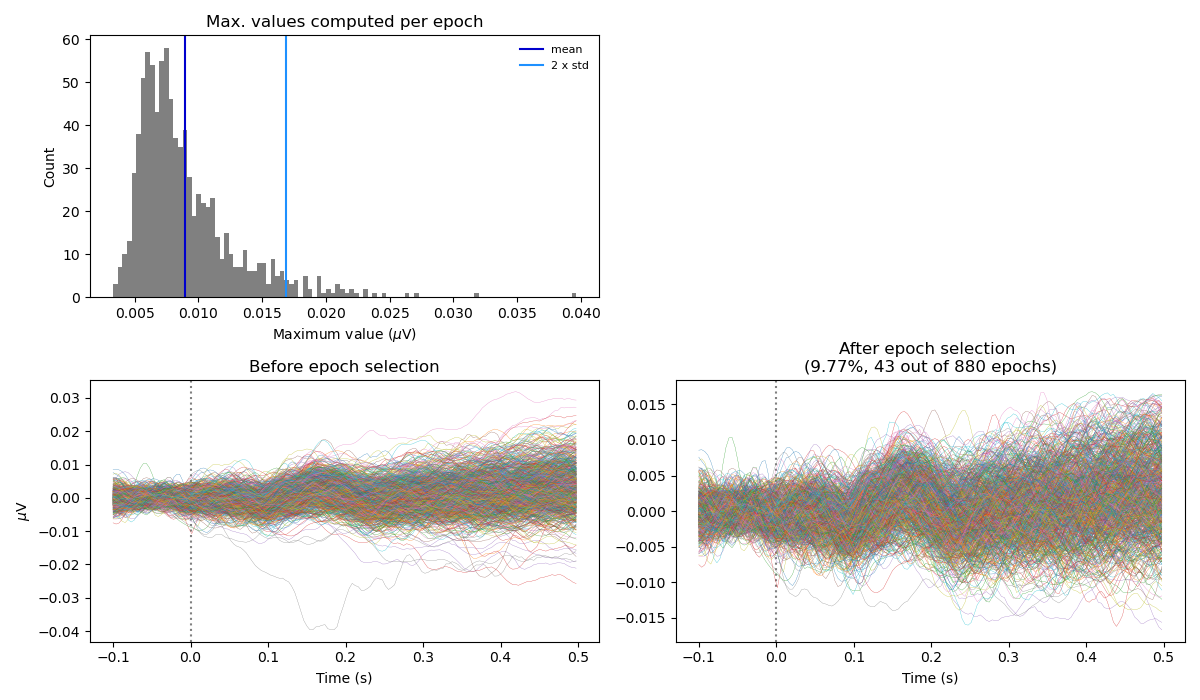 Max. values computed per epoch
60
50
40
30
20
10
0
Count
mean
2 x std
0.005 0.010 0.015 0.020 0.025 0.030 0.035 0.040
Maximum value (μV)
Before epoch selection
0.03
0.02
0.01
0.00
−0.01
−0.02
−0.03
−0.04
μV
−0.1 0.0 0.1 0.2 0.3 0.4 0.5
Time (s)
After epoch selection
(9.77%, 43 out of 880 epochs)
0.015
0.010
0.005
0.000
−0.005
−0.010
−0.015
−0.1 0.0 0.1 0.2 0.3 0.4 0.5
Time (s)